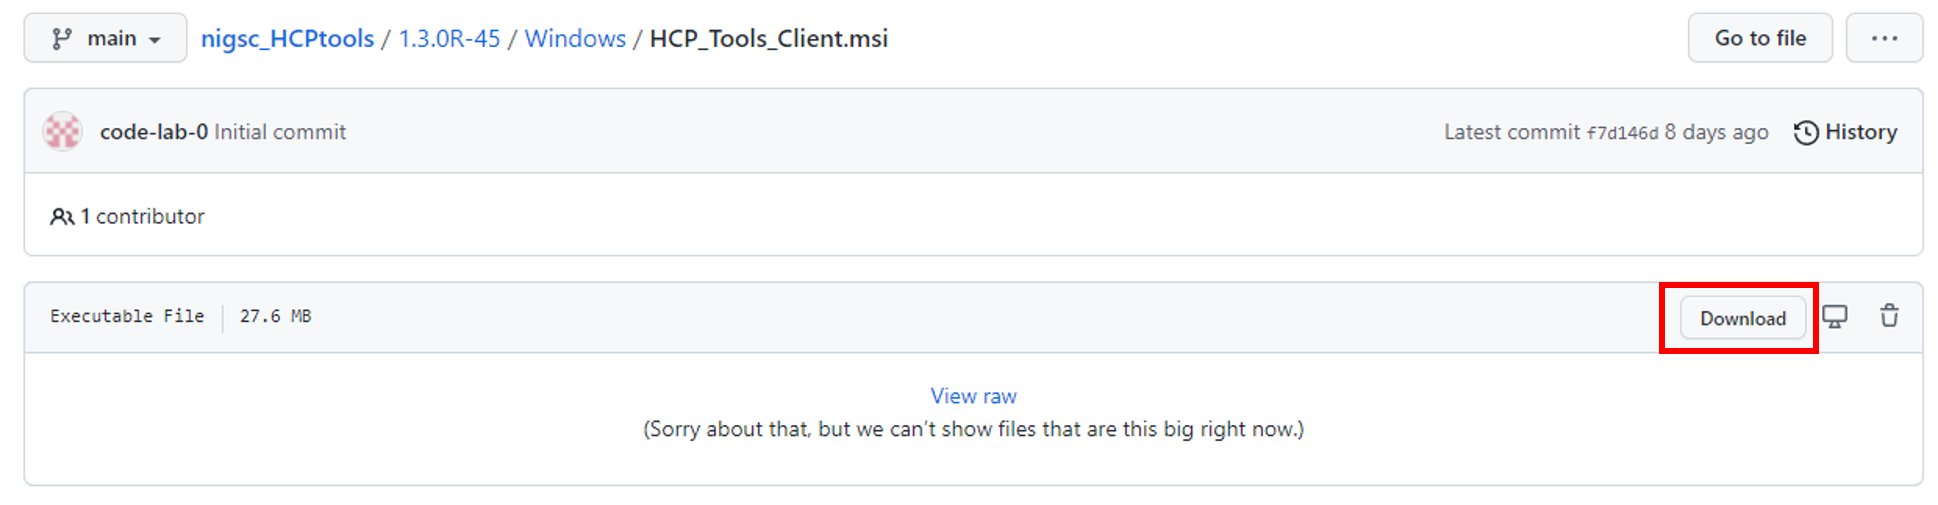 main nigsc_HCPtools / 1.3.0R-45 / Windows / HCP_Tools_Client.msi Go to file ...
code-lab-0 Initial commit Latest commit f7d146d 8 days ago History
1 contributor
Executable File 27.6 MB Download
View raw
(Sorry about that, but we can't show files that are this big right now.)